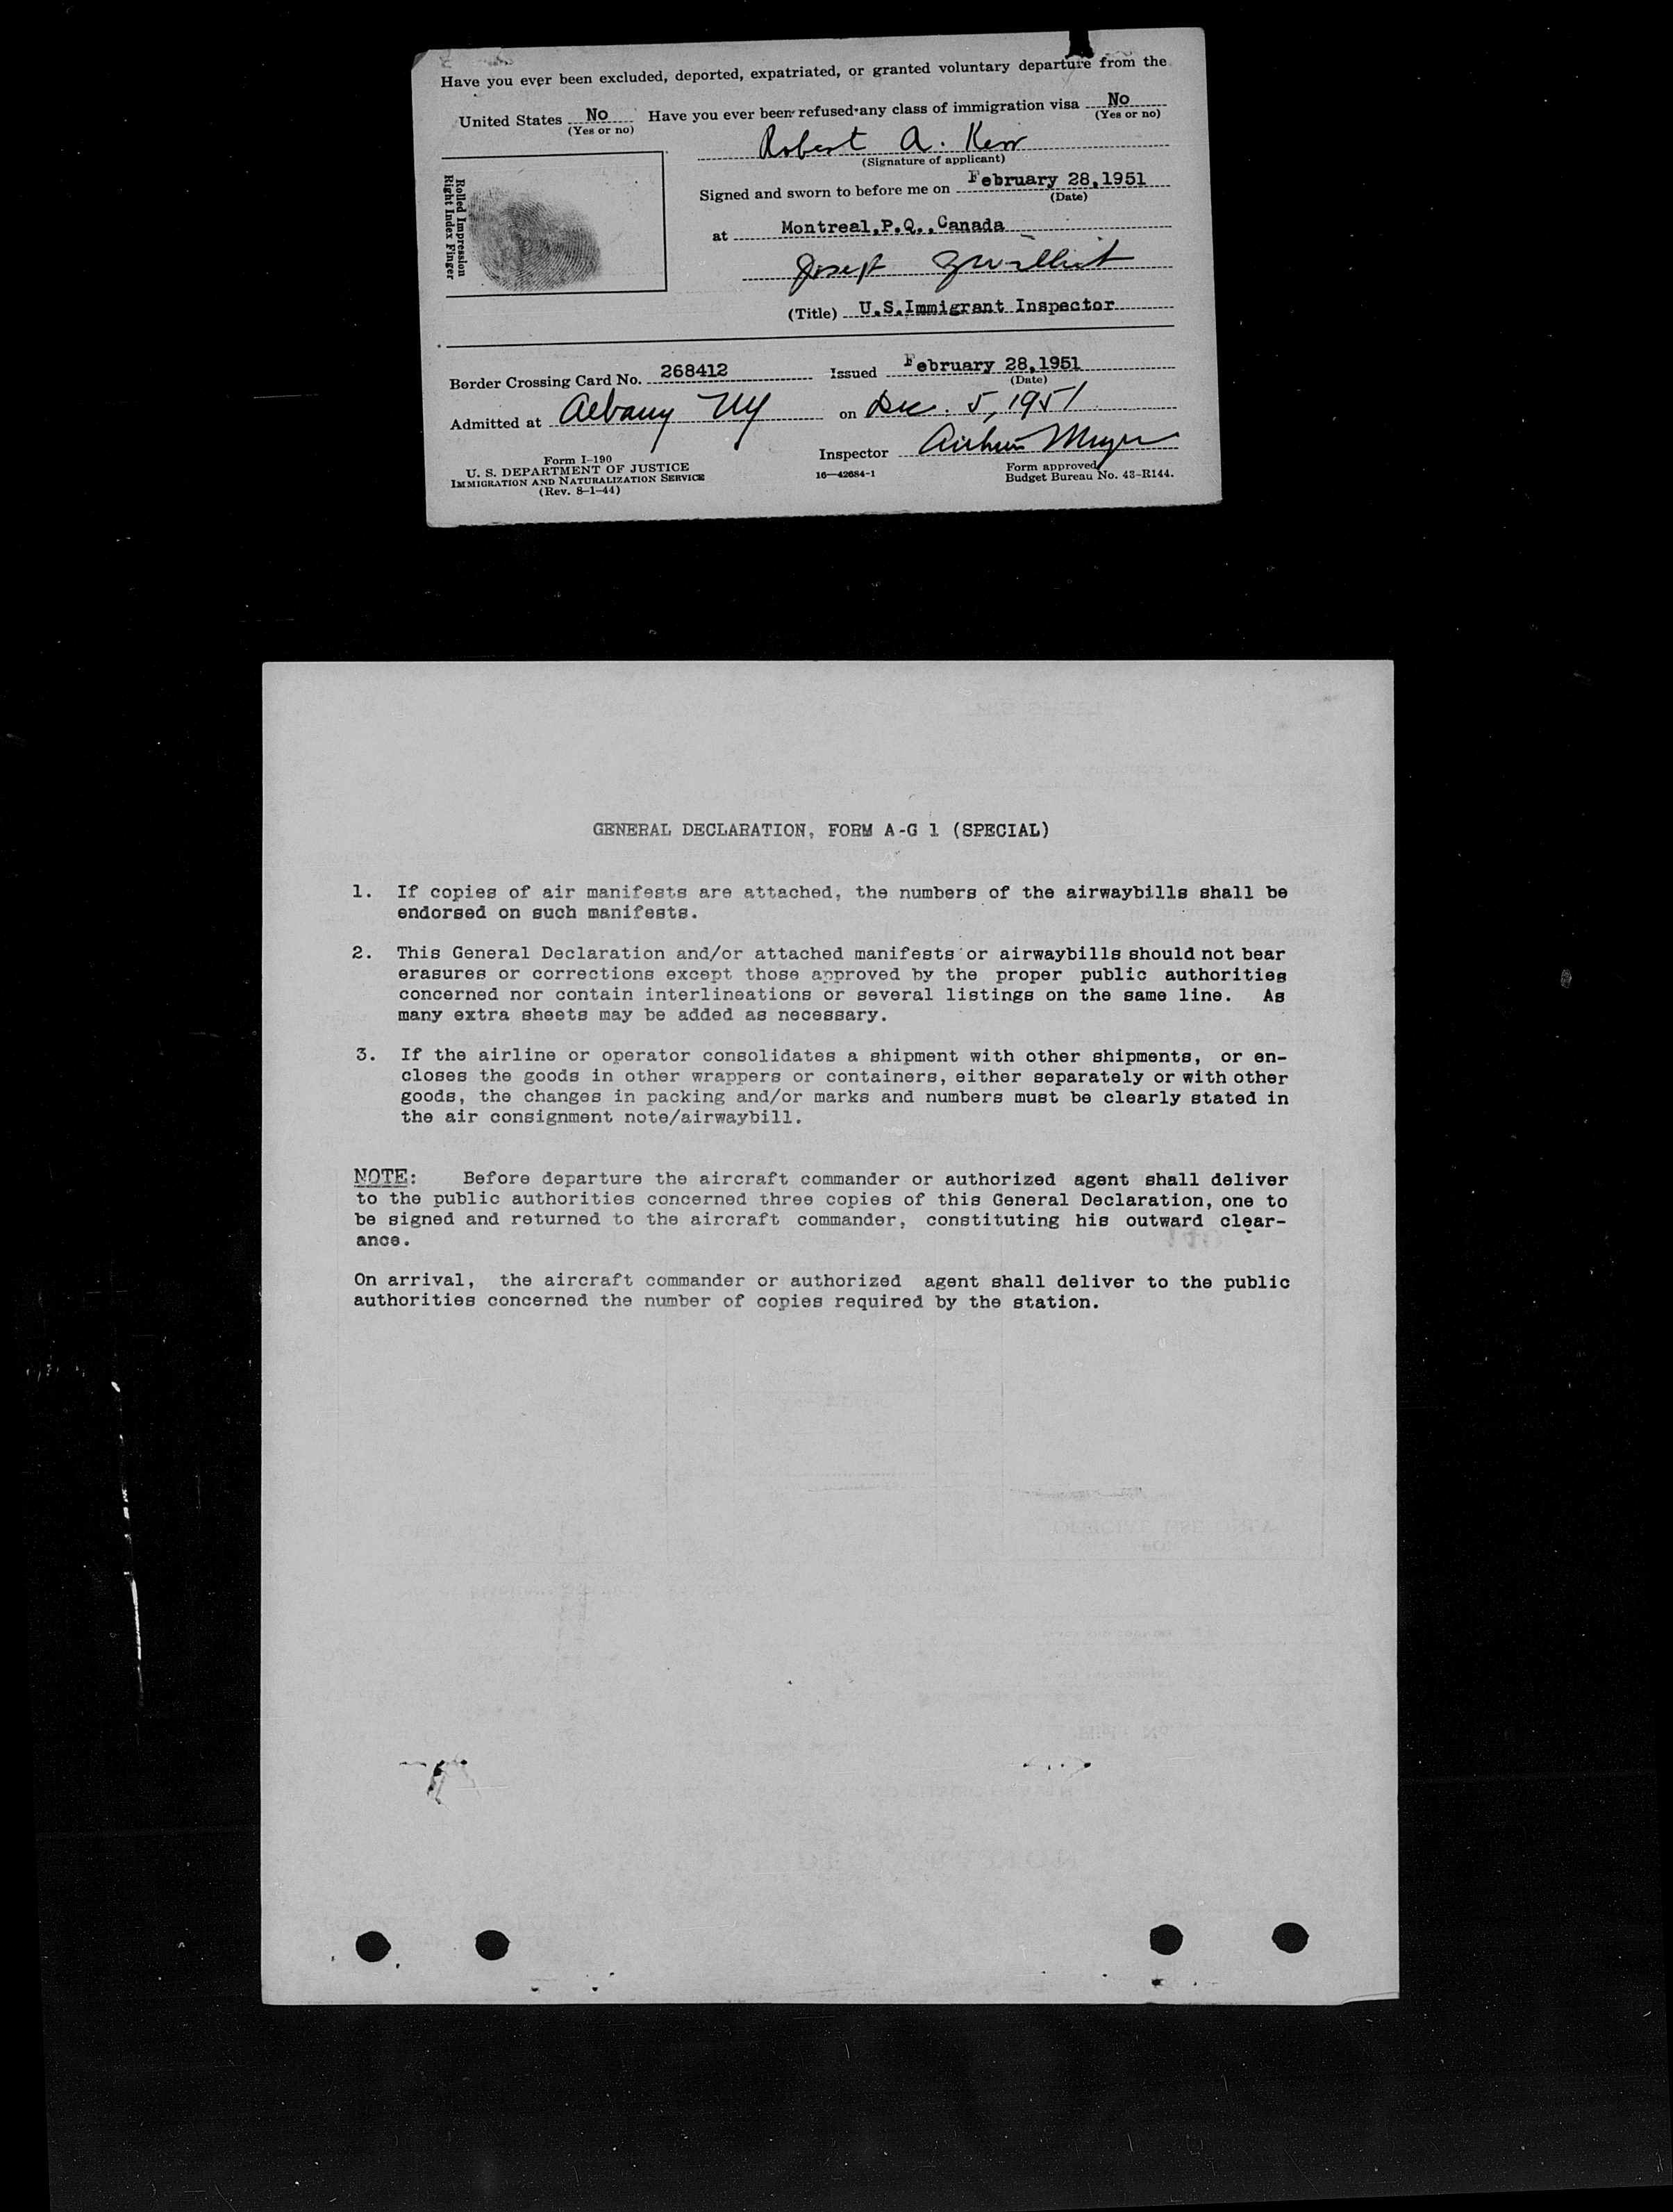 Have you ever been excluded, deported, expatriated, or granted voluntary departure from the
United States No Have you ever been refused any class of immigration visa No
(Yes or no) (Yes or no)
Robert A. Kerr
(Signature of applicant)
Rolled Impression
Right Index Finger
Signed and sworn to before me on February 28,1951
(Date)
at Montreal,P.Q.,Canada
Joseph
(Title) U.S.Immigrant Inspector
Border Crossing Card No. 268412 Issued February 28,1951
(Date)
Admitted at Albany NY on Dec. 5, 1951
Inspector Arthur Meyer
Form I-190
U. S. DEPARTMENT OF JUSTICE
IMMIGRATION AND NATURALIZATION SERVICE
(Rev. 8-1-44)
16—42684-1
Form approved
Budget Bureau No. 43-R144.
GENERAL DECLARATION, FORM A-G 1 (SPECIAL)
1. If copies of air manifests are attached, the numbers of the airwaybills shall be
endorsed on such manifests.
2. This General Declaration and/or attached manifests or airwaybills should not bear
erasures or corrections except those approved by the proper public authorities
concerned nor contain interlineations or several listings on the same line. As
many extra sheets may be added as necessary.
3. If the airline or operator consolidates a shipment with other shipments, or en-
closes the goods in other wrappers or containers, either separately or with other
goods, the changes in packing and/or marks and numbers must be clearly stated in
the air consignment note/airwaybill.
NOTE: Before departure the aircraft commander or authorized agent shall deliver
to the public authorities concerned three copies of this General Declaration, one to
be signed and returned to the aircraft commander, constituting his outward clear-
ance.
On arrival, the aircraft commander or authorized agent shall deliver to the public
authorities concerned the number of copies required by the station.